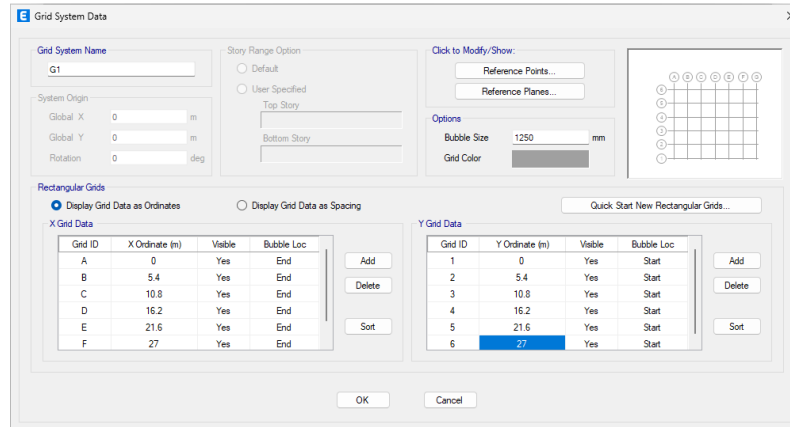 E Grid System Data
Grid System Name
G1
System Origin
Global X 0 m
Global Y 0 m
Rotation 0 deg
Story Range Option
Default
User Specified
Top Story
Bottom Story
Click to Modify/Show:
Reference Points...
Reference Planes...
Options
Bubble Size 1250 mm
Grid Color
A B C D E F G
6
5
4
3
2
1
Rectangular Grids
Display Grid Data as Ordinates
Display Grid Data as Spacing
Quick Start New Rectangular Grids...
X Grid Data
Grid ID X Ordinate (m) Visible Bubble Loc
A 0 Yes End
B 5.4 Yes End
C 10.8 Yes End
D 16.2 Yes End
E 21.6 Yes End
F 27 Yes End
Add
Delete
Sort
Y Grid Data
Grid ID Y Ordinate (m) Visible Bubble Loc
1 0 Yes Start
2 5.4 Yes Start
3 10.8 Yes Start
4 16.2 Yes Start
5 21.6 Yes Start
6 27 Yes Start
Add
Delete
Sort
OK
Cancel